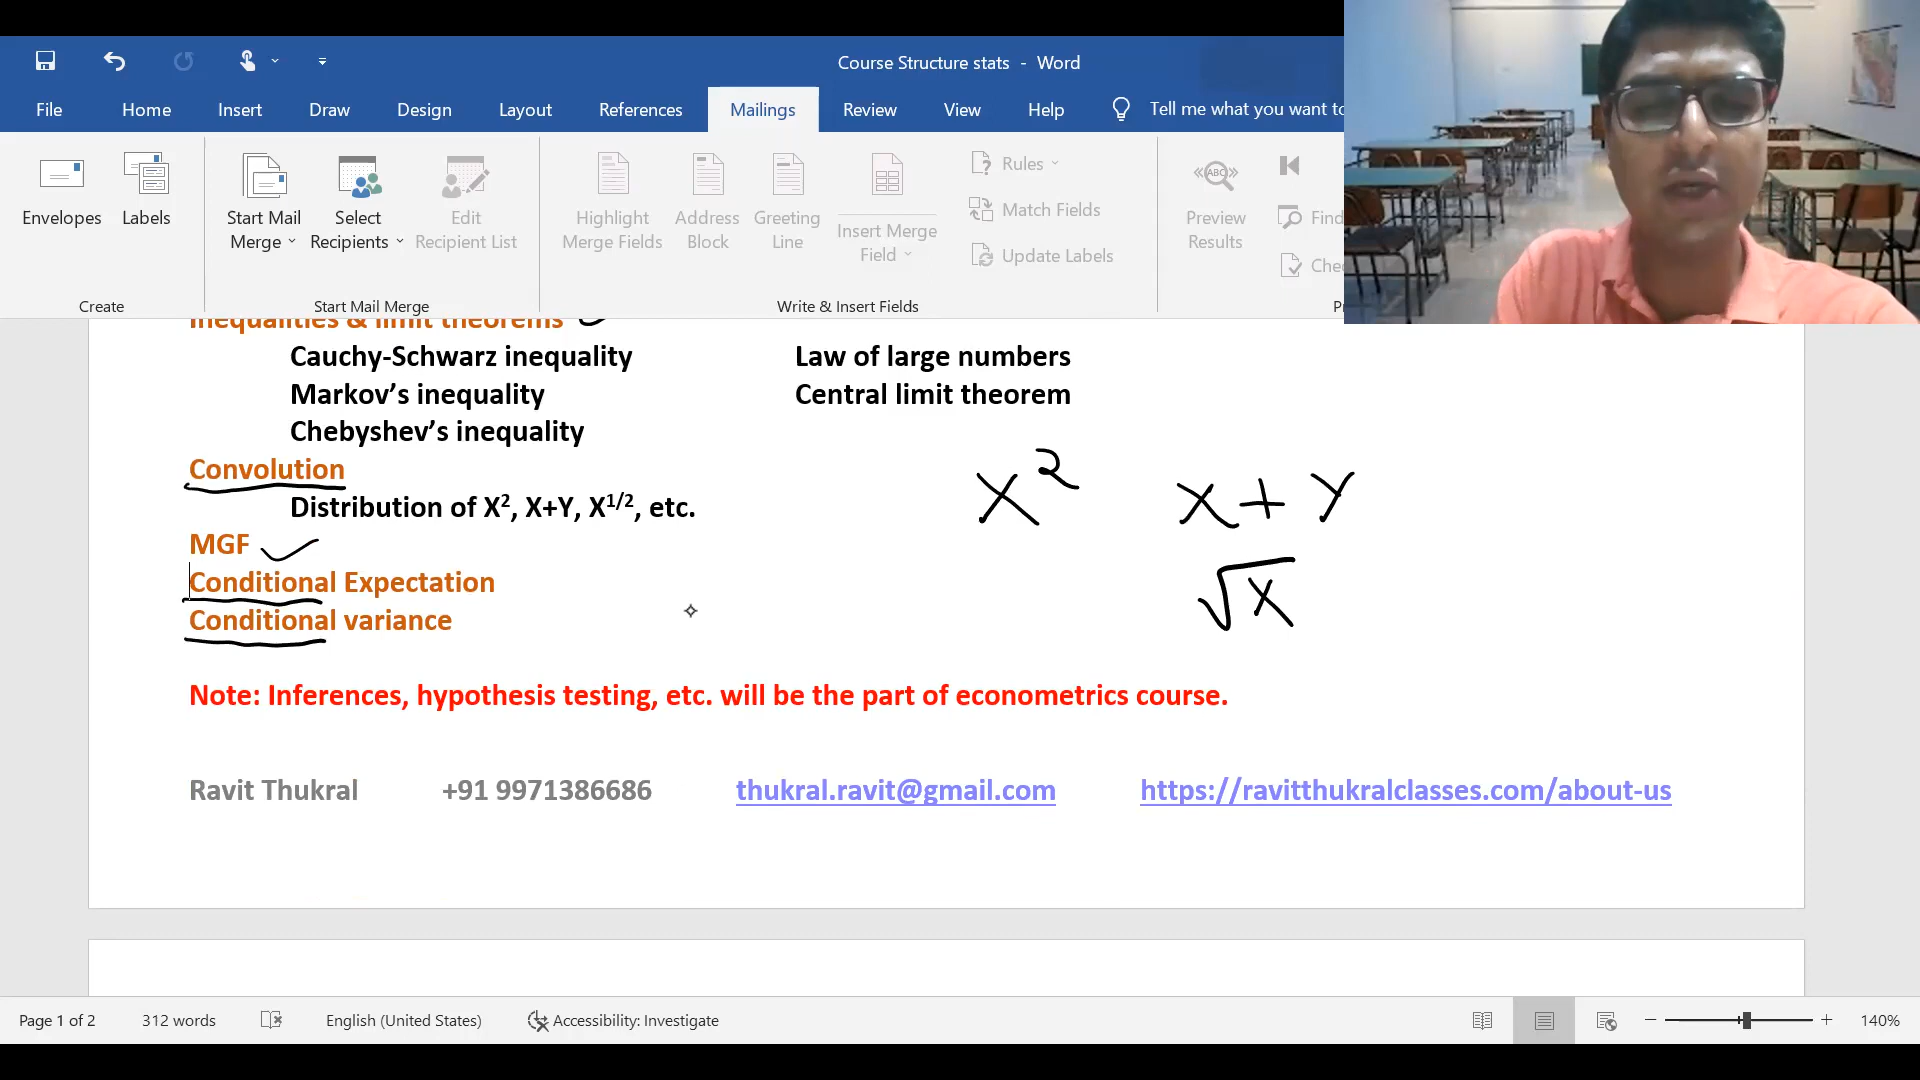 Course Structure stats - Word
File Home Insert Draw Design Layout References Mailings Review View Help Tell me what you want to
Envelopes Labels Start Mail Merge Select Recipients Edit Recipient List Highlight Merge Fields Address Block Greeting Line Insert Merge Field Rules Match Fields Update Labels Preview Results Find
Create Start Mail Merge Write & Insert Fields
Inequalities & limit theorems
Cauchy-Schwarz inequality Law of large numbers
Markov’s inequality Central limit theorem
Chebyshev’s inequality
Convolution
X² X+Y
Distribution of X², X+Y, X^1/2, etc.
MGF
√X
Conditional Expectation
Conditional variance
Note: Inferences, hypothesis testing, etc. will be the part of econometrics course.
Ravit Thukral +91 9971386686 thukral.ravit@gmail.com https://ravitthukralclasses.com/about-us
Page 1 of 2 312 words English (United States) Accessibility: Investigate 140%